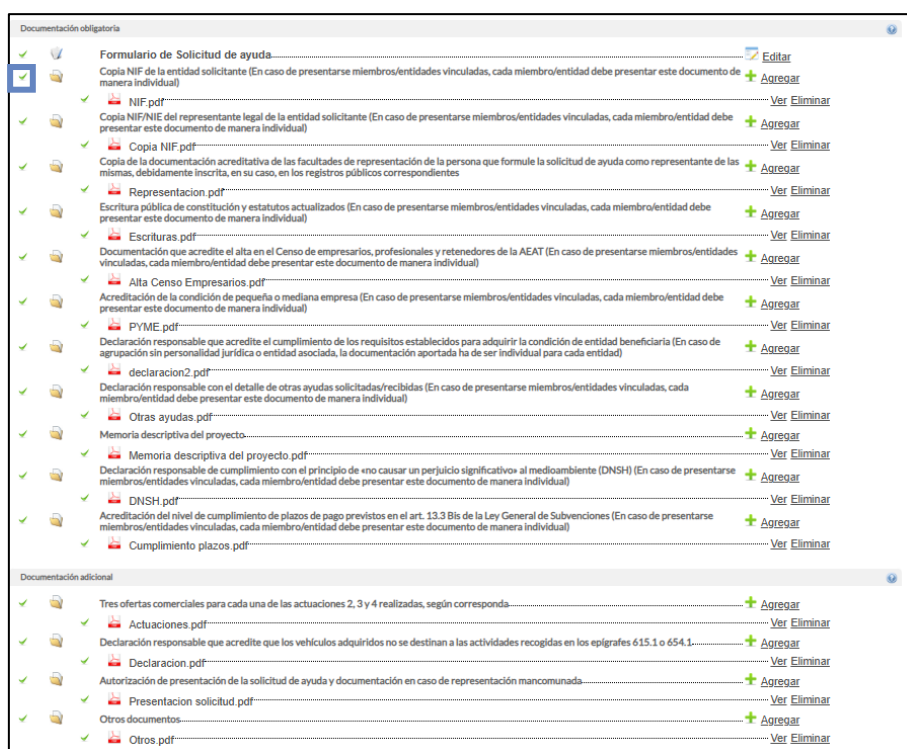 Documentación obligatoria
Formulario de Solicitud de ayuda Editar
Copia NIF de la entidad solicitante (En caso de presentarse miembros/entidades vinculadas, cada miembro/entidad debe presentar este documento de
manera individual) Agregar
NIF.pdf Ver Eliminar
Copia NIF/NIE del representante legal de la entidad solicitante (En caso de presentarse miembros/entidades vinculadas, cada miembro/entidad debe
presentar este documento de manera individual) Agregar
Copia NIF.pdf Ver Eliminar
Copia de la documentación acreditativa de las facultades de representación de la persona que formule la solicitud de ayuda como representante de las
mismas, debidamente inscrita, en su caso, en los registros públicos correspondientes Agregar
Representacion.pdf Ver Eliminar
Escritura pública de constitución y estatutos actualizados (En caso de presentarse miembros/entidades vinculadas, cada miembro/entidad debe
presentar este documento de manera individual) Agregar
Escrituras.pdf Ver Eliminar
Documentación que acredite el alta en el Censo de empresarios, profesionales y retenedores de la AEAT (En caso de presentarse miembros/entidades
vinculadas, cada miembro/entidad debe presentar este documento de manera individual) Agregar
Alta Censo Empresarios.pdf Ver Eliminar
Acreditación de la condición de pequeña o mediana empresa (En caso de presentarse miembros/entidades vinculadas, cada miembro/entidad debe
presentar este documento de manera individual) Agregar
PYME.pdf Ver Eliminar
Declaración responsable que acredite el cumplimiento de los requisitos establecidos para adquirir la condición de entidad beneficiaria (En caso de
agrupación sin personalidad jurídica o entidad asociada, la documentación aportada ha de ser individual para cada entidad) Agregar
declaracion2.pdf Ver Eliminar
Declaración responsable con el detalle de otras ayudas solicitadas/recibidas (En caso de presentarse miembros/entidades vinculadas, cada
miembro/entidad debe presentar este documento de manera individual) Agregar
Otras ayudas.pdf Ver Eliminar
Memoria descriptiva del proyecto Agregar
Memoria descriptiva del proyecto.pdf Ver Eliminar
Declaración responsable de cumplimiento con el principio de «no causar un perjuicio significativo» al medioambiente (DNSH) (En caso de presentarse
miembros/entidades vinculadas, cada miembro/entidad debe presentar este documento de manera individual) Agregar
DNSH.pdf Ver Eliminar
Acreditación del nivel de cumplimiento de plazos de pago previstos en el art. 13.3 Bis de la Ley General de Subvenciones (En caso de presentarse
miembros/entidades vinculadas, cada miembro/entidad debe presentar este documento de manera individual) Agregar
Cumplimiento plazos.pdf Ver Eliminar
Documentación adicional
Tres ofertas comerciales para cada una de las actuaciones 2, 3 y 4 realizadas, según corresponda Agregar
Actuaciones.pdf Ver Eliminar
Declaración responsable que acredite que los vehículos adquiridos no se destinan a las actividades recogidas en los epígrafes 615.1 o 654.1 Agregar
Declaracion.pdf Ver Eliminar
Autorización de presentación de la solicitud de ayuda y documentación en caso de representación mancomunada Agregar
Presentacion solicitud.pdf Ver Eliminar
Otros documentos Agregar
Otros.pdf Ver Eliminar